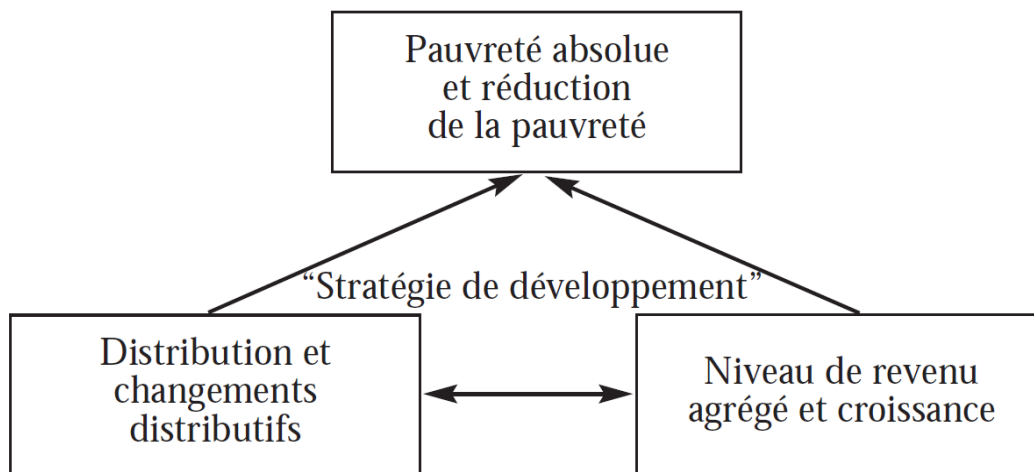 Pauvreté absolue
et réduction
de la pauvreté
“Stratégie de développement”
Distribution et
changements
distributifs
Niveau de revenu
agrégé et croissance